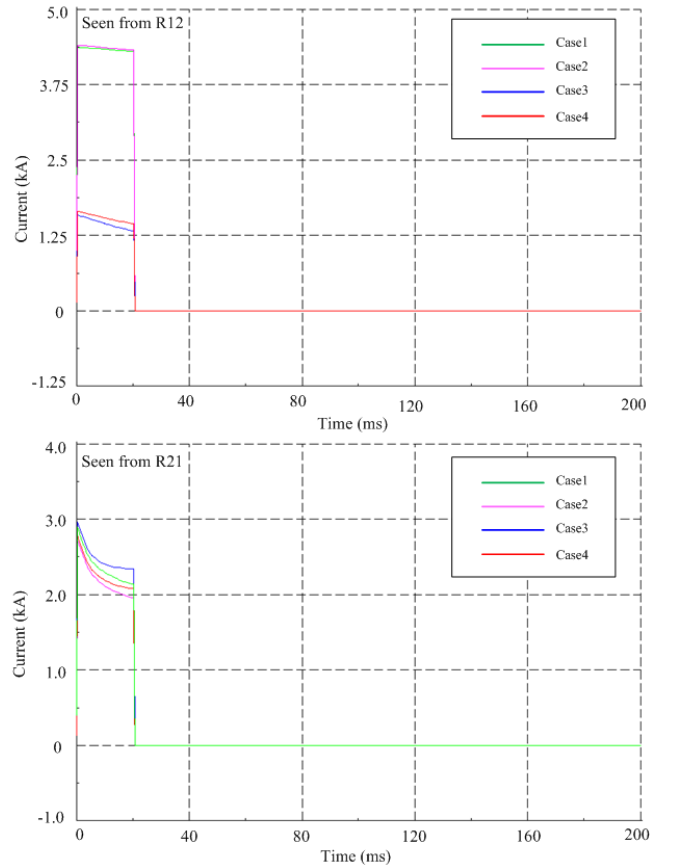 Seen from R12
5.0
3.75
2.5
1.25
0
-1.25
Current (kA)
Case1
Case2
Case3
Case4
0
40
80
120
160
200
Time (ms)
Seen from R21
4.0
3.0
2.0
1.0
0
-1.0
Current (kA)
Case1
Case2
Case3
Case4
0
40
80
120
160
200
Time (ms)